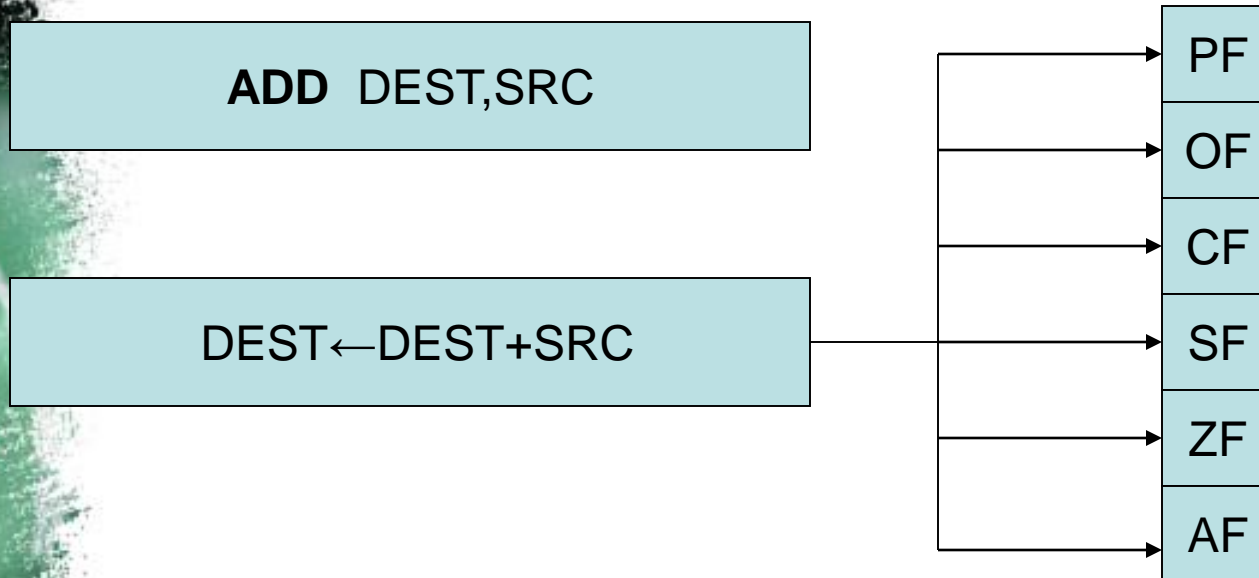 ADD DEST,SRC
DEST←DEST+SRC
PF
OF
CF
SF
ZF
AF